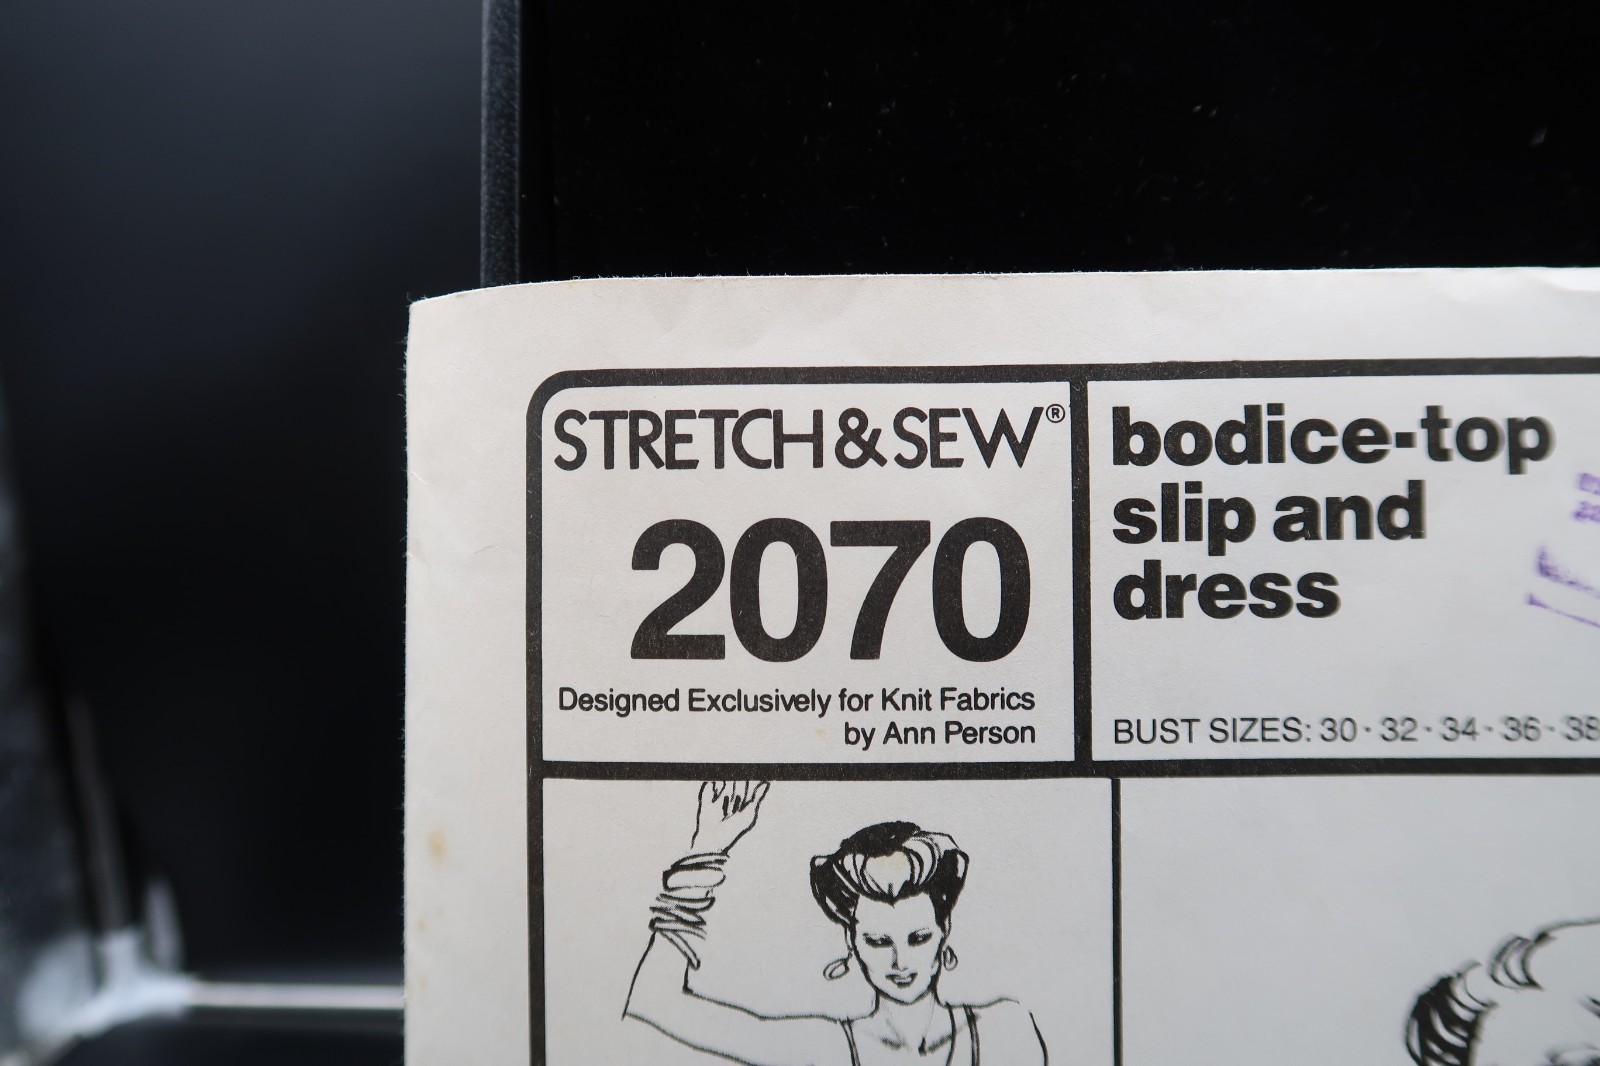 STRETCH & SEW®
2070
Designed Exclusively for Knit Fabrics
by Ann Person
bodice-top
slip and
dress
BUST SIZES: 30 · 32 · 34 · 36 · 38